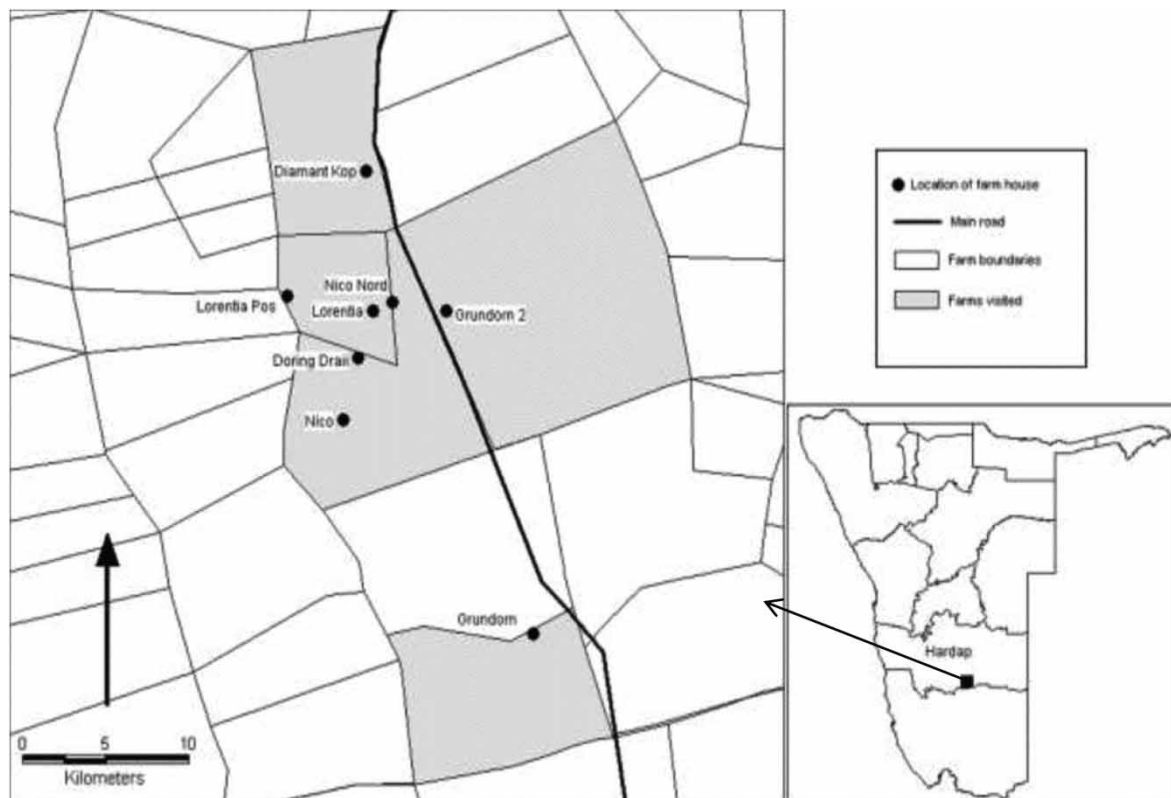 Diamant Kop
Nico Nord
Lorentia Pos
Lorentia
Grundorn 2
Doring Draii
Nico
Grundorn
0 5 10
Kilometers
Location of farm house
Main road
Farm boundaries
Farms visited
Hardap